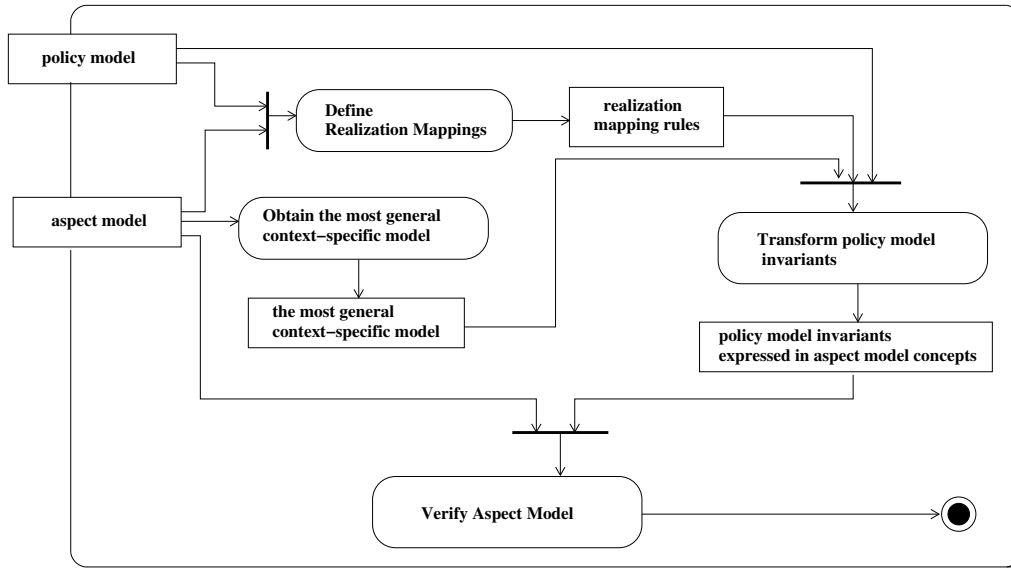 policy model
Define
Realization Mappings
realization
mapping rules
aspect model
Obtain the most general
context−specific model
Transform policy model
invariants
the most general
context−specific model
policy model invariants
expressed in aspect model concepts
Verify Aspect Model